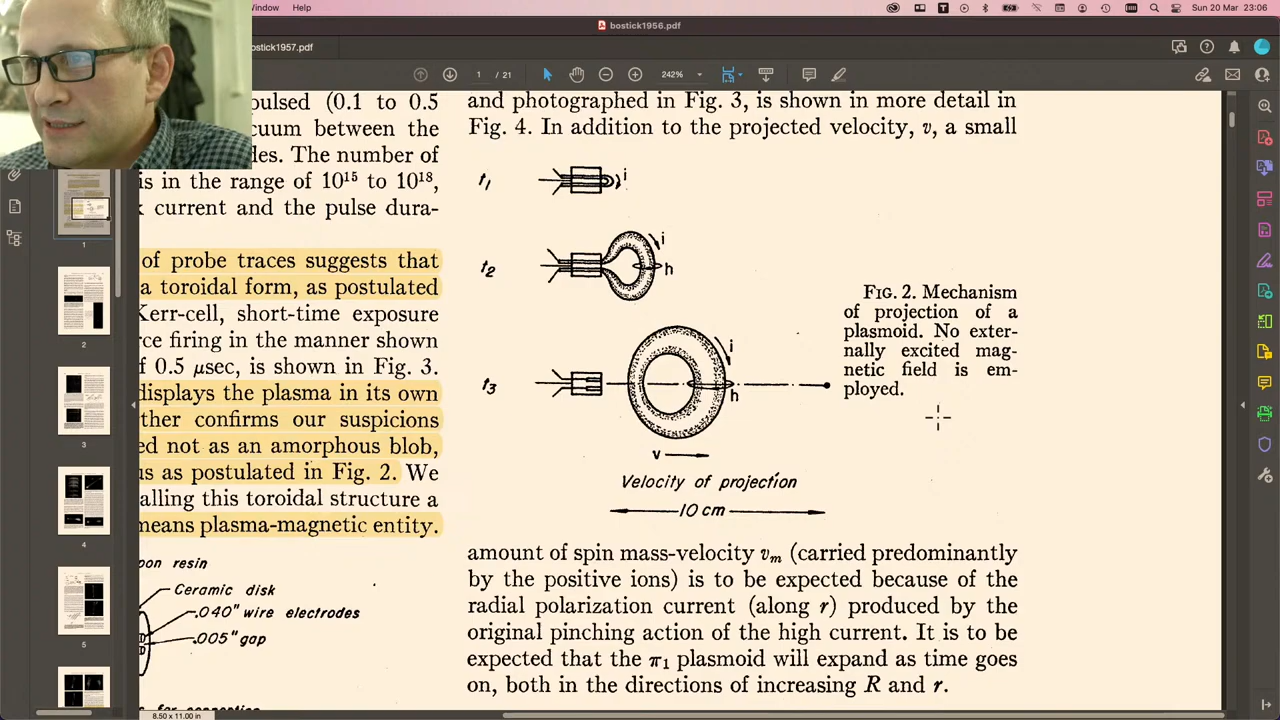 Window Help
Sun 20 Mar 23:06
bostick1956.pdf
ostick1957.pdf
1 / 21
242%
pulsed (0.1 to 0.5
cuum between the
des. The number of
is in the range of 10¹⁵ to 10¹⁸,
k current and the pulse dura-
of probe traces suggests that
a toroidal form, as postulated
Kerr-cell, short-time exposure
rce firing in the manner shown
f 0.5 μsec, is shown in Fig. 3.
displays the plasma in its own
ther confirms our suspicions
ed not as an amorphous blob,
us as postulated in Fig. 2. We
alling this toroidal structure a
means plasma-magnetic entity.
pon resin
Ceramic disk
.040" wire electrodes
.005" gap
for connection
and photographed in Fig. 3, is shown in more detail in
Fig. 4. In addition to the projected velocity, v, a small
t₁
i
t₂
i
h
t₃
i
h
v
Velocity of projection
10 cm
FIG. 2. Mechanism
of projection of a
plasmoid. No exter-
nally excited mag-
netic field is em-
ployed.
amount of spin mass-velocity vₘ (carried predominantly
by the positive ions) is to be expected because of the
radial polarization current (along r) produced by the
original pinching action of the high current. It is to be
expected that the π₁ plasmoid will expand as time goes
on, both in the directions of increasing R and r.
1
2
3
4
5
8.50 x 11.00 in